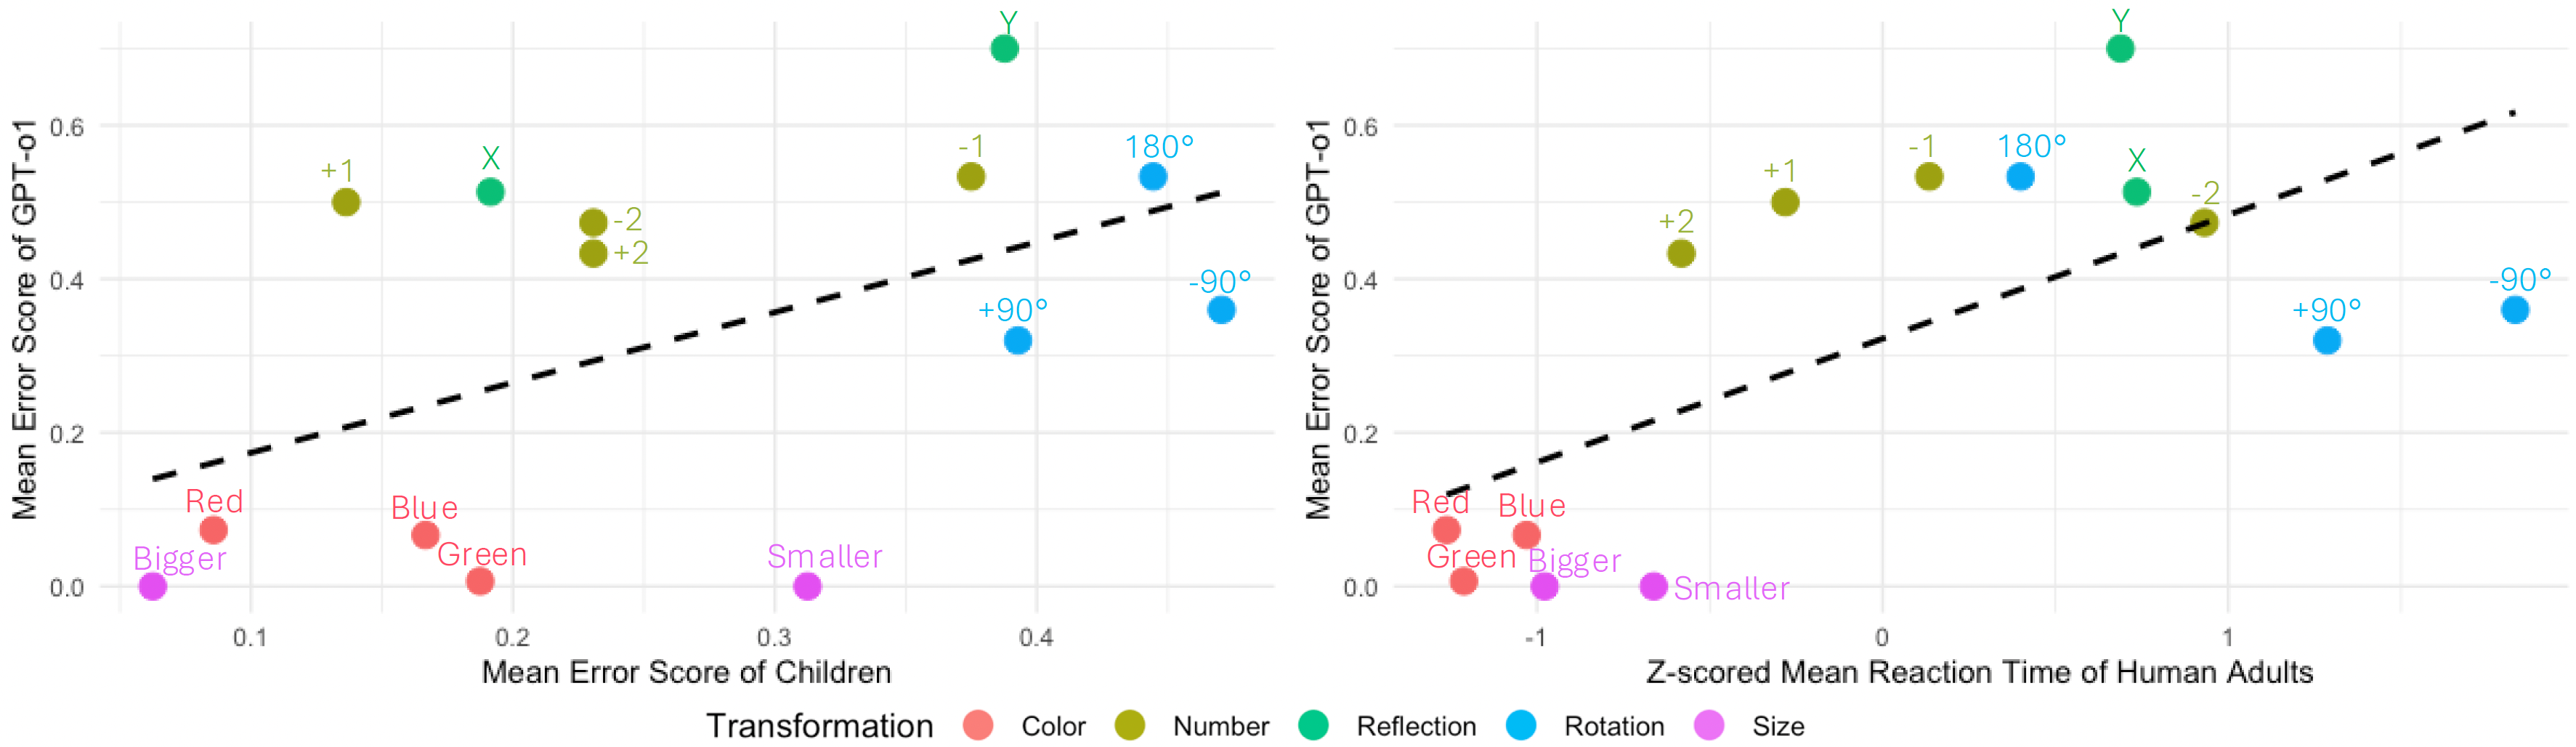 Mean Error Score of GPT-o1
0.6
0.4
0.2
0.0
Y
+1
X
-1
180°
-2
+2
-90°
+90°
Red
Blue
Bigger
Green
Smaller
0.1
0.2
0.3
0.4
Mean Error Score of Children
Mean Error Score of GPT-o1
0.6
0.4
0.2
0.0
Y
-1
180°
+1
X
+2
-2
-90°
+90°
Red
Blue
Green
Bigger
Smaller
-1
0
1
Z-scored Mean Reaction Time of Human Adults
Transformation Color Number Reflection Rotation Size